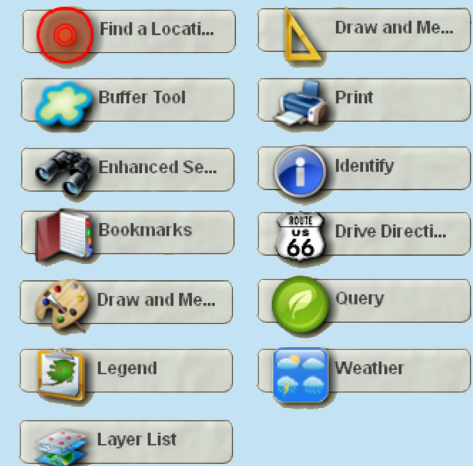 Find a Locati...
Draw and Me...
Buffer Tool
Print
Enhanced Se...
Identify
Bookmarks
ROUTE
US
66
Drive Directi...
Draw and Me...
Query
Legend
Weather
Layer List